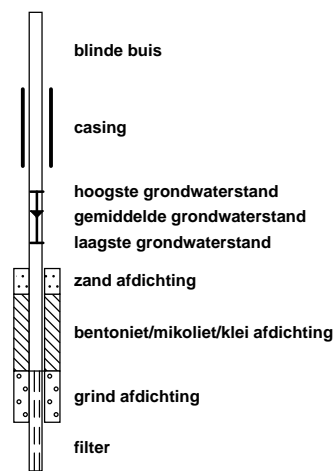 blinde buis
casing
hoogste grondwaterstand
gemiddelde grondwaterstand
laagste grondwaterstand
zand afdichting
bentoniet/mikoliet/klei afdichting
grind afdichting
filter